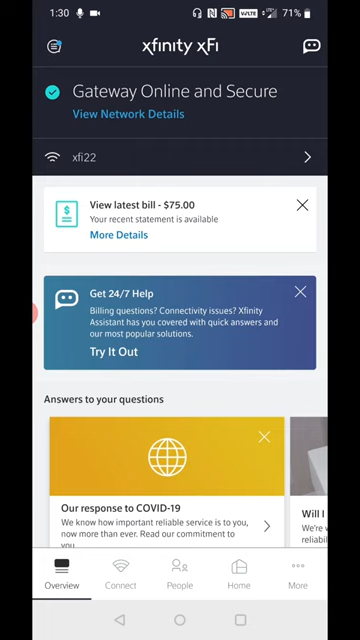 1:30
VoLTE
71%
xfinity xFi
Gateway Online and Secure
View Network Details
xfi22
View latest bill - $75.00
Your recent statement is available
More Details
Get 24/7 Help
Billing questions? Connectivity issues? Xfinity
Assistant has you covered with quick answers and
our most popular solutions.
Try It Out
Answers to your questions
Our response to COVID-19
We know how important reliable service is to you,
now more than ever. Read our commitment to
you
Will I
We're
reliabil
Overview
Connect
People
Home
More